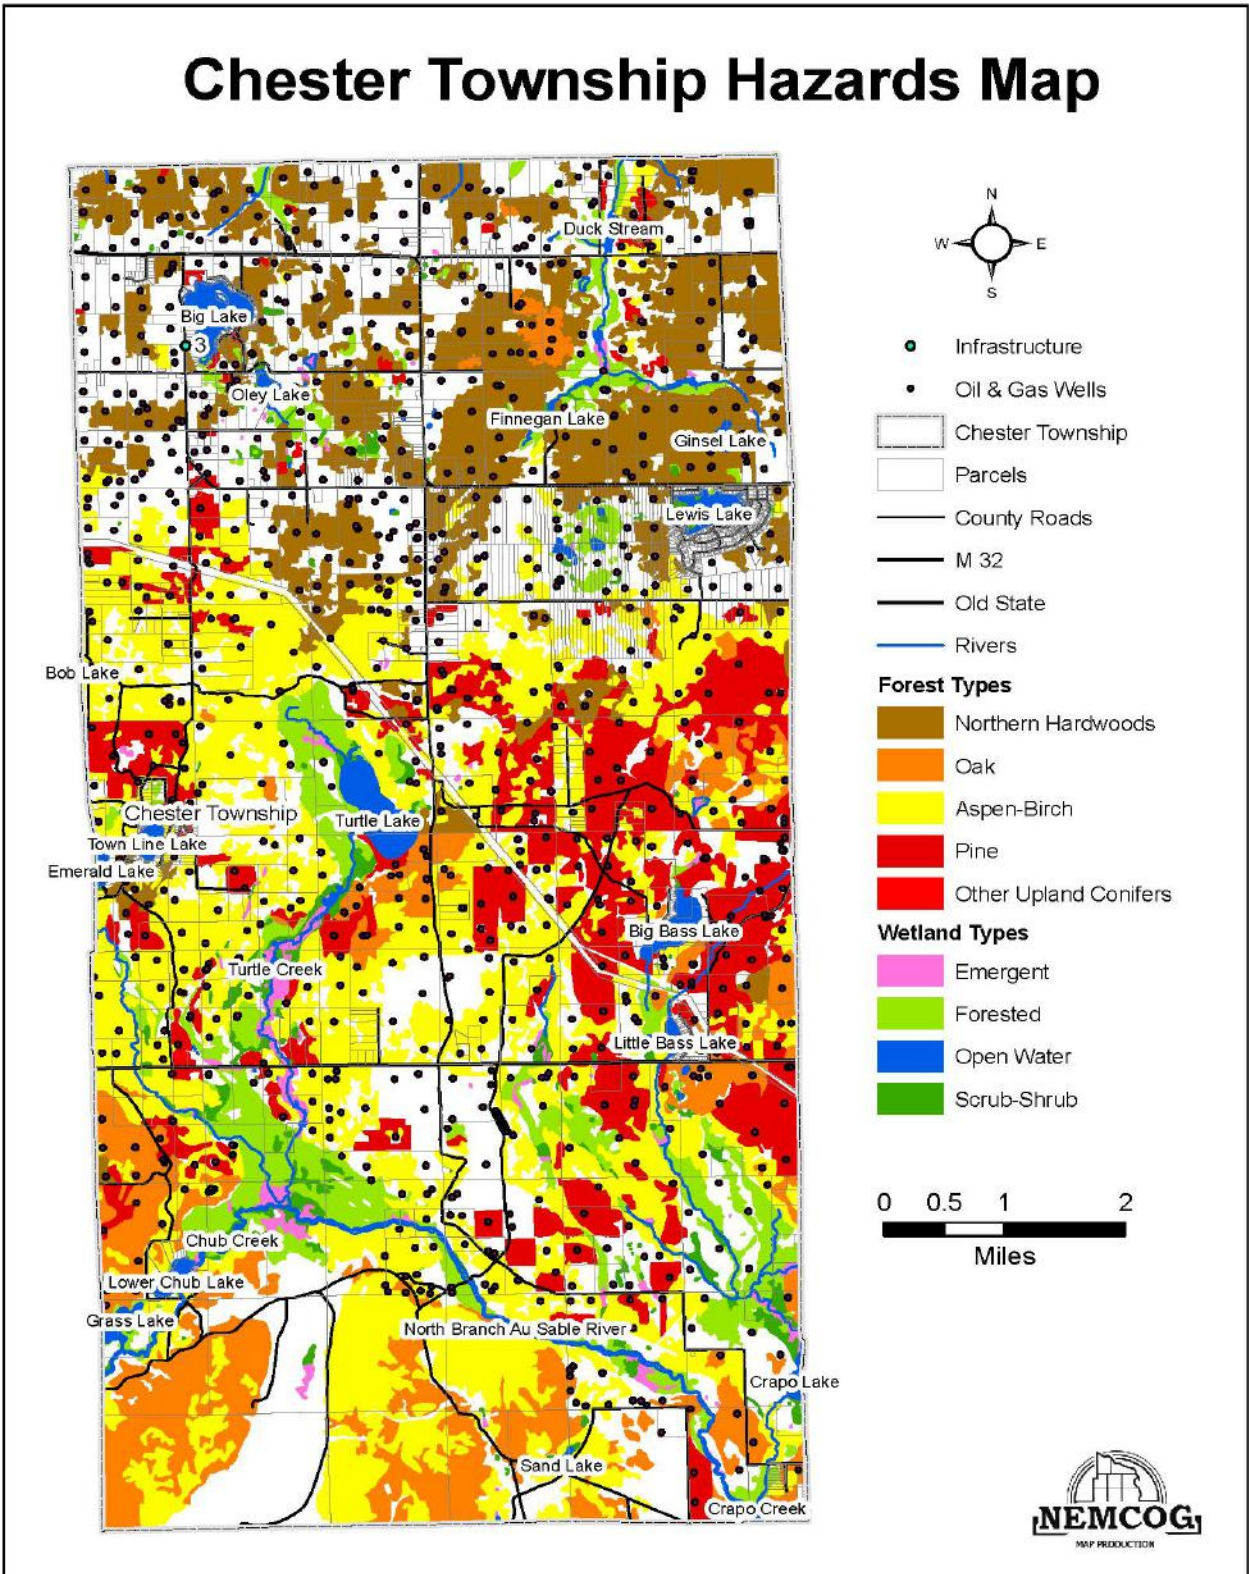 Chester Township Hazards Map
Duck Stream
Big Lake
3
Oley Lake
Finnegan Lake
Ginsel Lake
Lewis Lake
Bob Lake
Chester Township
Turtle Lake
Town Line Lake
Emerald Lake
Big Bass Lake
Turtle Creek
Little Bass Lake
Chub Creek
Lower Chub Lake
Grass Lake
North Branch Au Sable River
Crapo Lake
Sand Lake
Crapo Creek
N
W E
S
Infrastructure
Oil & Gas Wells
Chester Township
Parcels
County Roads
M 32
Old State
Rivers
Forest Types
Northern Hardwoods
Oak
Aspen-Birch
Pine
Other Upland Conifers
Wetland Types
Emergent
Forested
Open Water
Scrub-Shrub
0 0.5 1 2
Miles
NEMCOG
MAP PRODUCTION